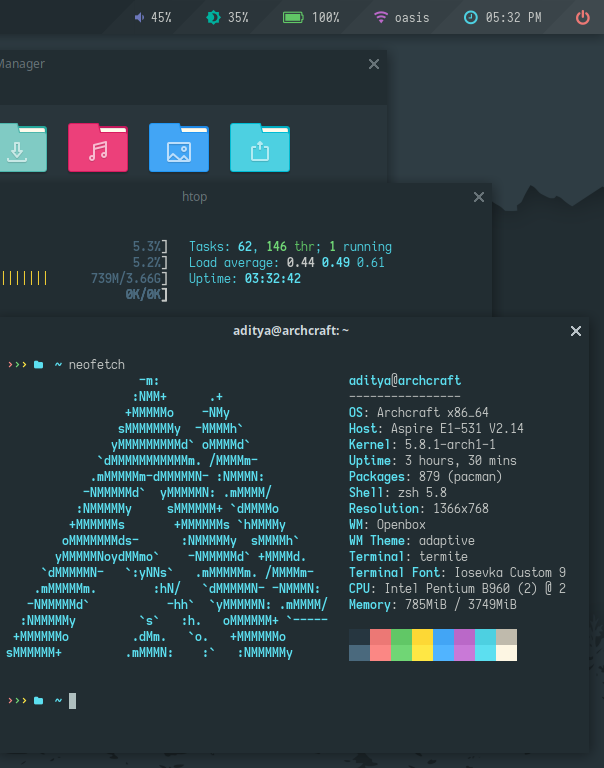 45% 35% 100% oasis 05:32 PM
Manager
htop
5.3%] Tasks: 62, 146 thr; 1 running
5.2%] Load average: 0.44 0.49 0.61
||||||| 739M/3.66G] Uptime: 03:32:42
0K/0K]
aditya@archcraft: ~
››› ~ neofetch
-m: aditya@archcraft
:NMM+ .+ ----------------
+MMMMMo -NMy OS: Archcraft x86_64
sMMMMMMMy -MMMMh` Host: Aspire E1-531 V2.14
yMMMMMMMMMd` oMMMMd` Kernel: 5.8.1-arch1-1
`dMMMMMMMMMMm. /MMMMm- Uptime: 3 hours, 30 mins
.mMMMMMm-dMMMMMN- :NMMMMN: Packages: 879 (pacman)
-NMMMMMd` yMMMMMN: .mMMMM/ Shell: zsh 5.8
:NMMMMMy sMMMMMM+ `dMMMMo Resolution: 1366x768
+MMMMMMs +MMMMMMs `hMMMMy WM: Openbox
oMMMMMMMds- :NMMMMMy sMMMMh` WM Theme: adaptive
yMMMMMNoydMMmo` -NMMMMMd` +MMMMd. Terminal: termite
`dMMMMMN- `:yNNs` .mMMMMMm. /MMMMm- Terminal Font: Iosevka Custom 9
.mMMMMMm. :hN/ `dMMMMMN- -NMMMN: CPU: Intel Pentium B960 (2) @ 2
-NMMMMMd` -hh` `yMMMMMN: .mMMMM/ Memory: 785MiB / 3749MiB
:NMMMMMy `s` :h. oMMMMMM+ `-----
+MMMMMMo .dMm. `o. +MMMMMMo
sMMMMMM+ .mMMMN: :` :NMMMMMy
››› ~